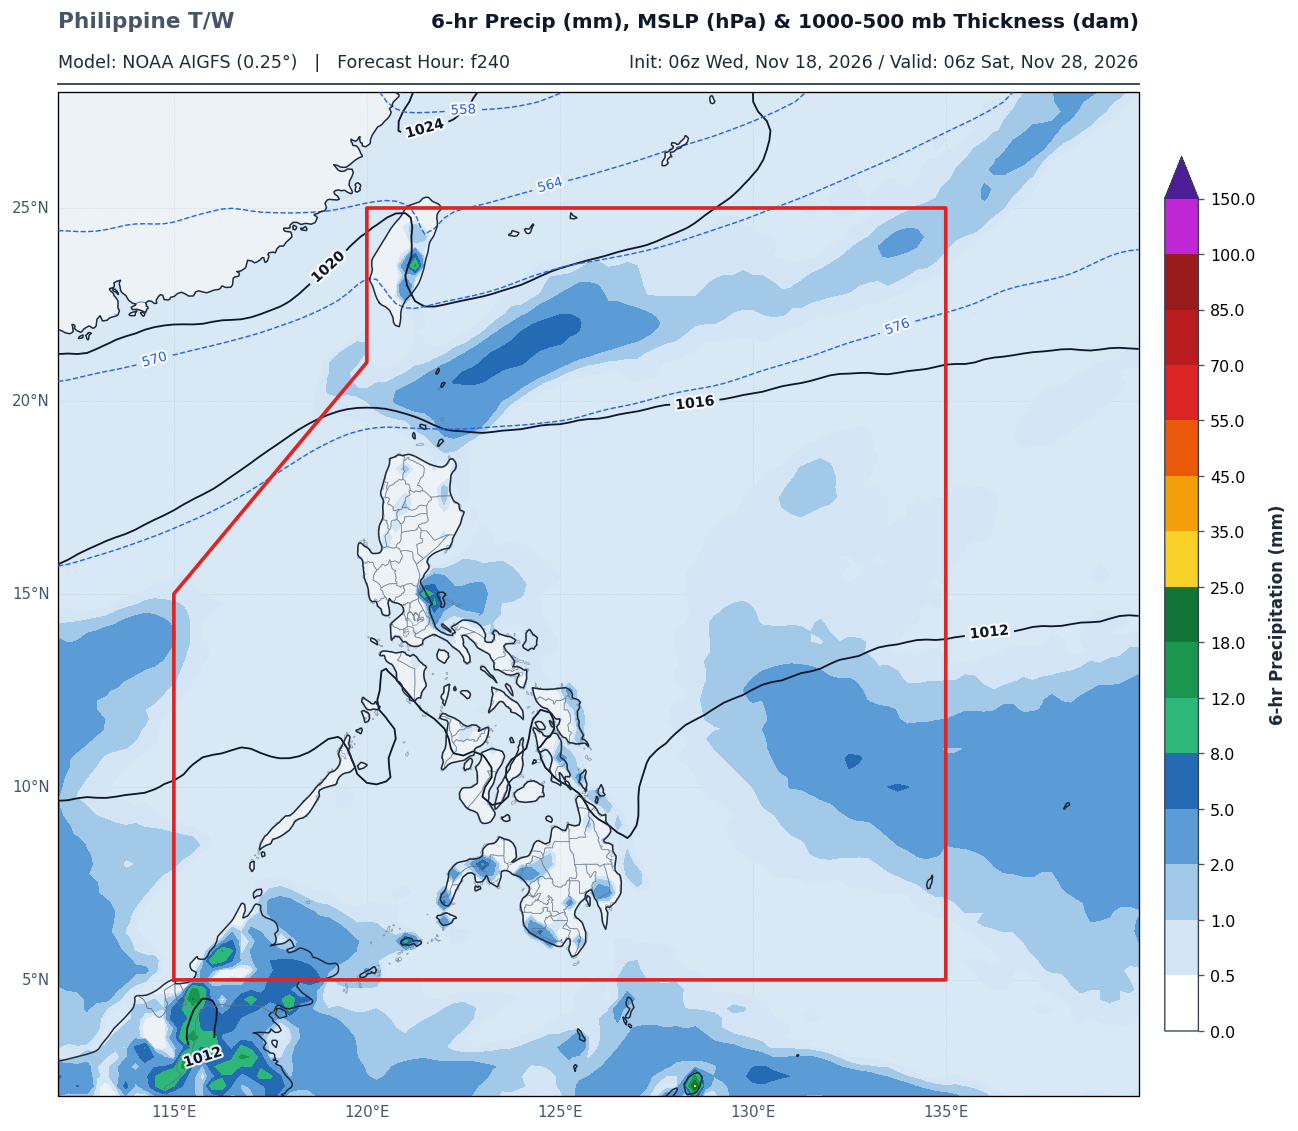 Philippine T/W
6-hr Precip (mm), MSLP (hPa) & 1000-500 mb Thickness (dam)
Model: NOAA AIGFS (0.25°) | Forecast Hour: f240
Init: 06z Wed, Nov 18, 2026 / Valid: 06z Sat, Nov 28, 2026
558
1024
564
1020
570
576
1016
1012
1012
25°N
20°N
15°N
10°N
5°N
115°E
120°E
125°E
130°E
135°E
150.0
100.0
85.0
70.0
55.0
45.0
35.0
25.0
18.0
12.0
8.0
5.0
2.0
1.0
0.5
0.0
6-hr Precipitation (mm)